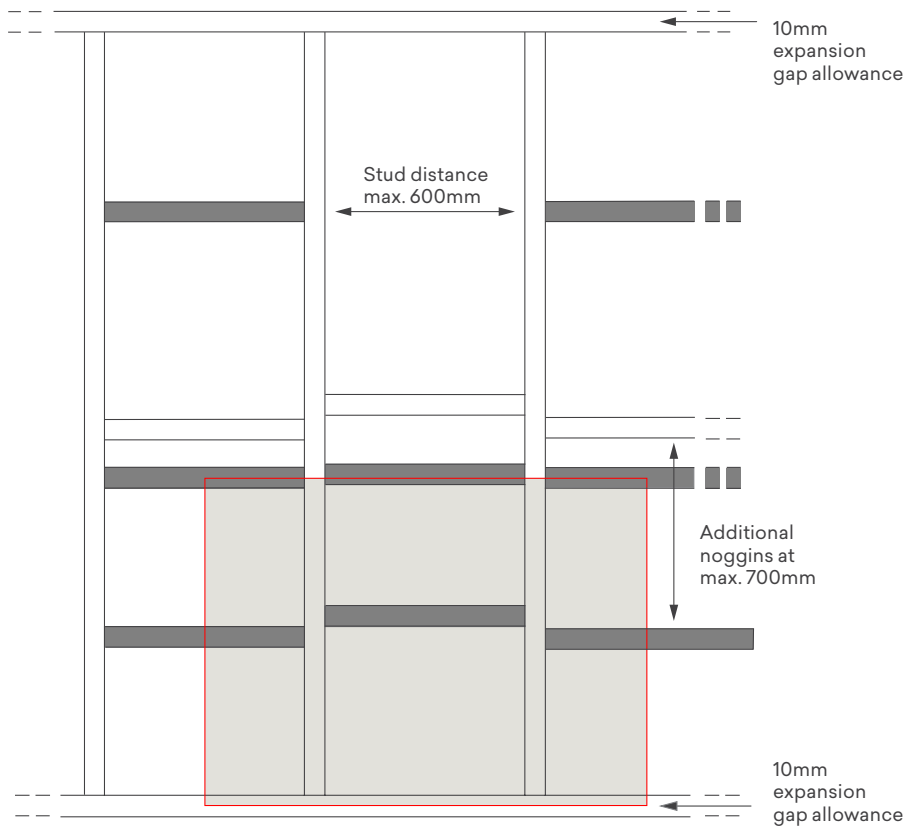 10mm
expansion
gap allowance
Stud distance
max. 600mm
Additional
noggins at
max. 700mm
10mm
expansion
gap allowance